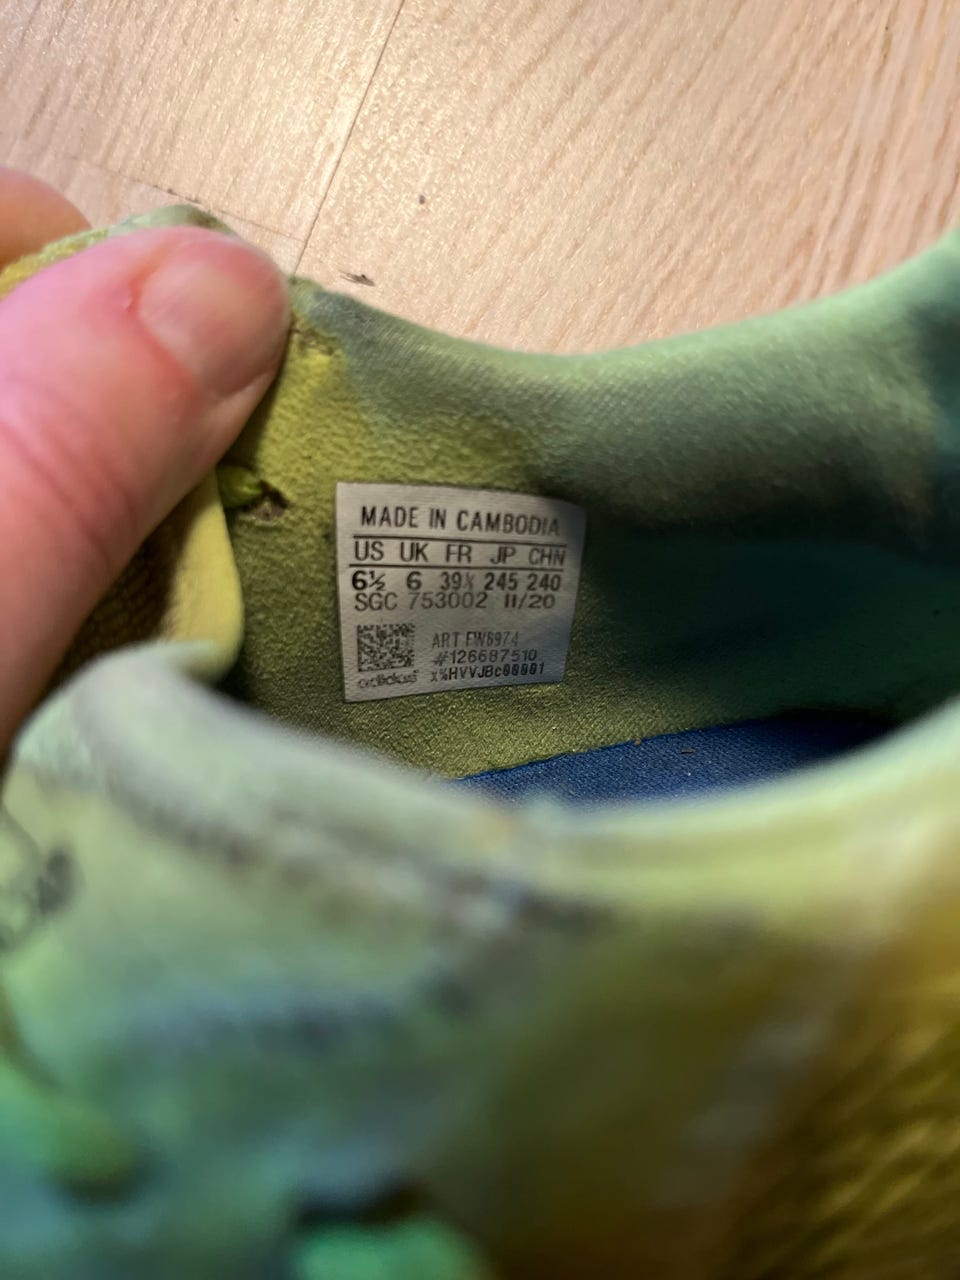 MADE IN CAMBODIA
US UK FR JP CHN
6½ 6 39⅓ 245 240
SGC 753002 11/20
ART FW6974
#126687510
adidas x%HVVJBc00001